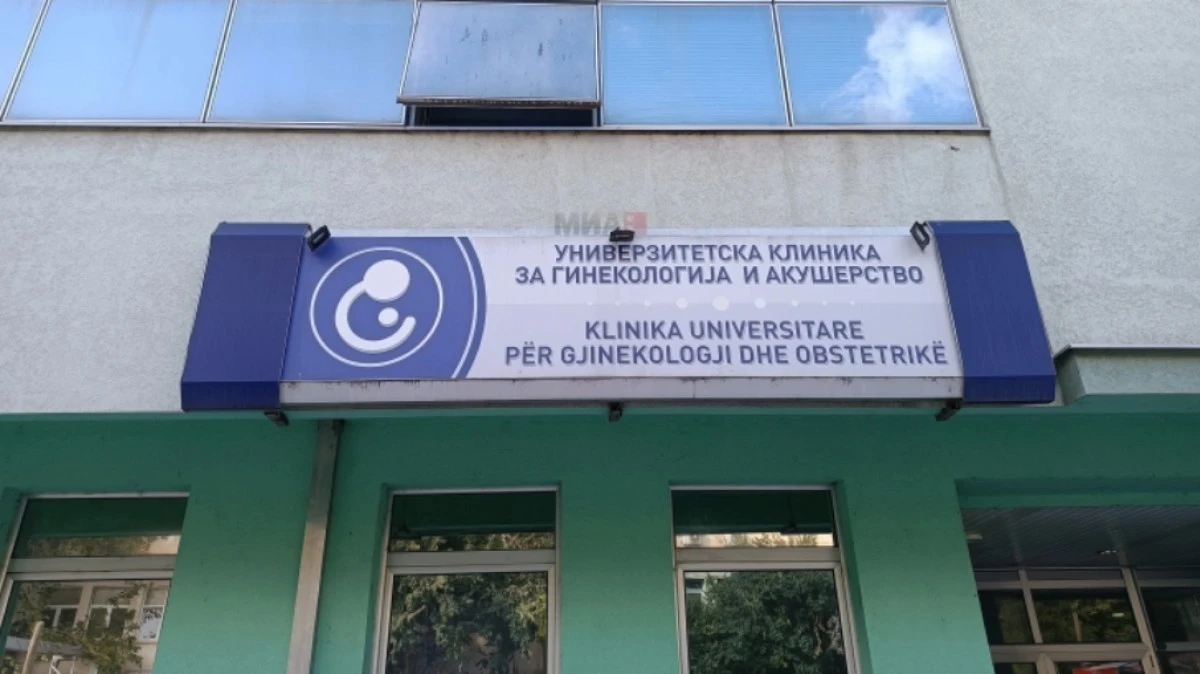 МИА
УНИВЕРЗИТЕТСКА КЛИНИКА
ЗА ГИНЕКОЛОГИЈА И АКУШЕРСТВО
KLINIKA UNIVERSITARE
PËR GJINEKOLOGJI DHE OBSTETRIKË